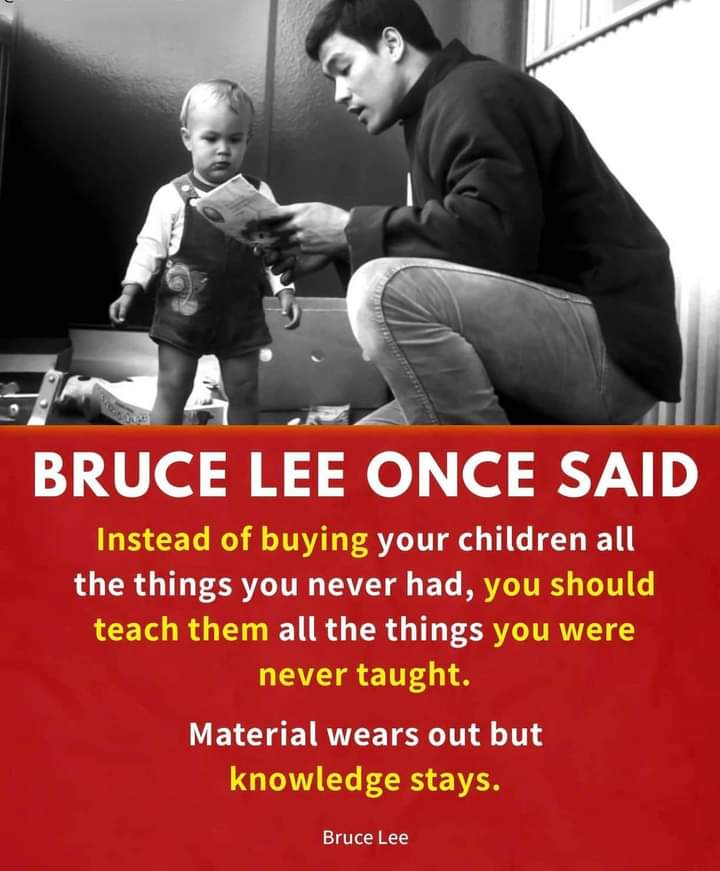 BRUCE LEE ONCE SAID
Instead of buying your children all
the things you never had, you should
teach them all the things you were
never taught.
Material wears out but
knowledge stays.
Bruce Lee